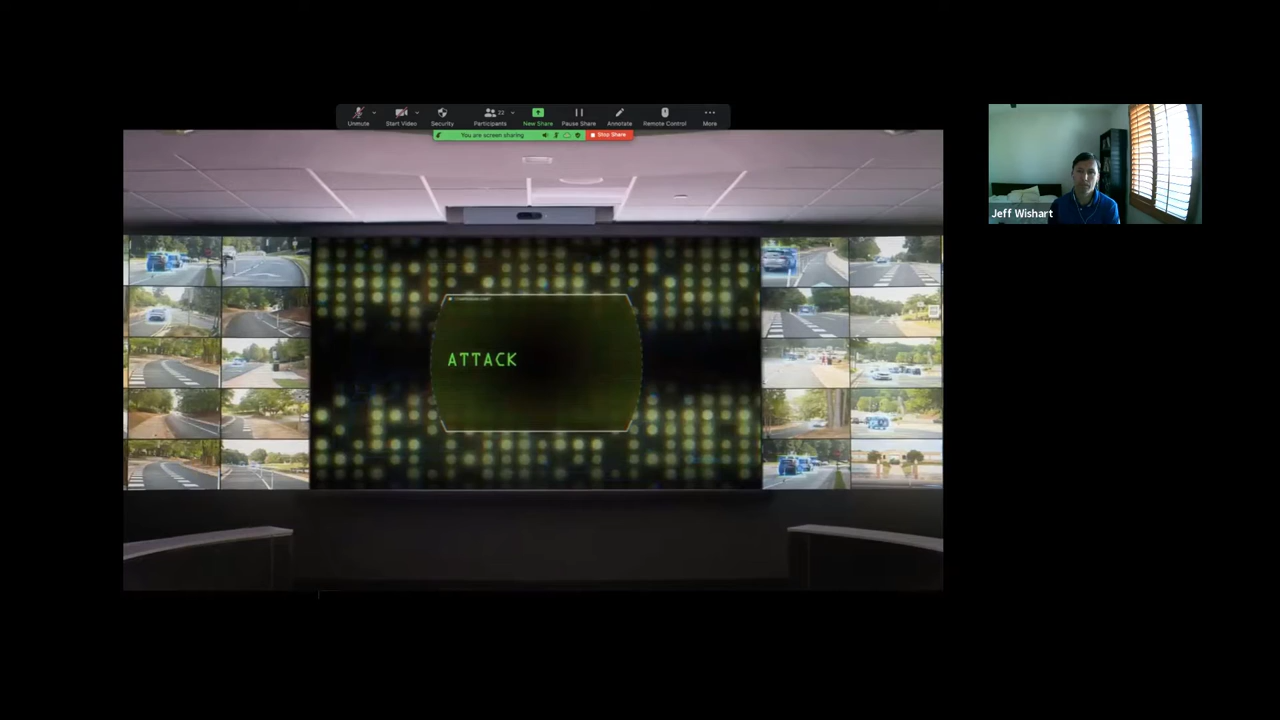 Unmute
Start Video
Security
Participants
22
New Share
Pause Share
Annotate
Remote Control
More
You are screen sharing
Stop Share
Jeff Wishart
ATTACK